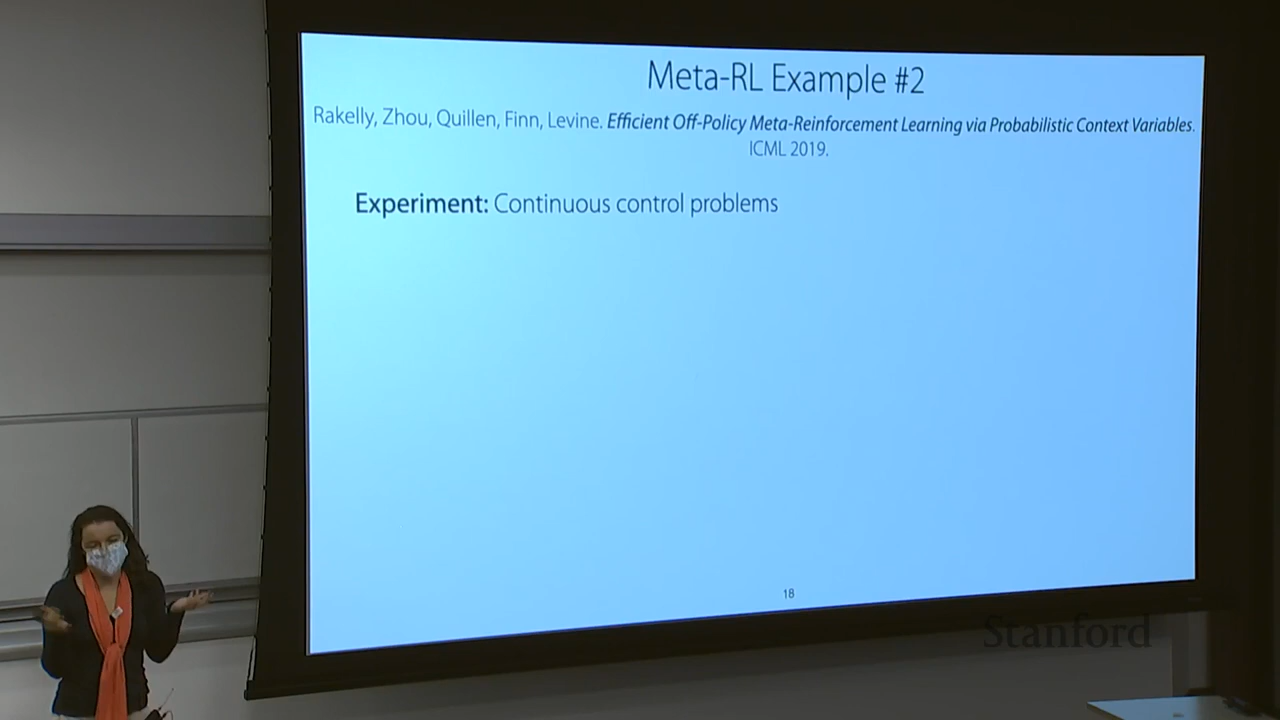 Meta-RL Example #2
Rakelly, Zhou, Quillen, Finn, Levine. Efficient Off-Policy Meta-Reinforcement Learning via Probabilistic Context Variables.
ICML 2019.
Experiment: Continuous control problems
18
Stanford